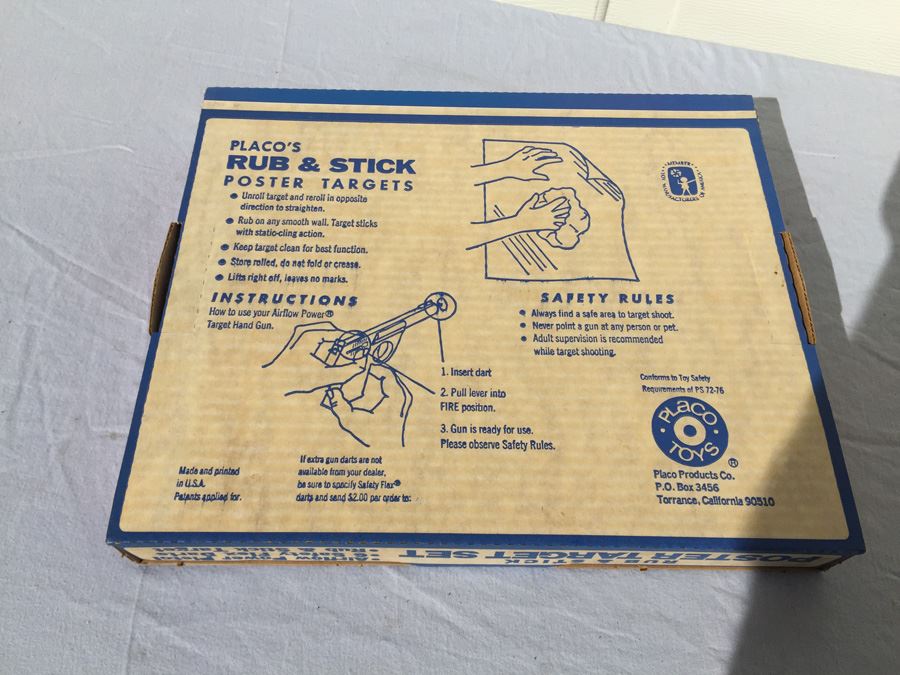 PLACO'S
RUB & STICK
POSTER TARGETS
Unroll target and reroll in opposite
direction to straighten.
Rub on any smooth wall. Target sticks
with static-cling action.
Keep target clean for best function.
Store rolled, do not fold or crease.
Lifts right off, leaves no marks.
MEMBER
TOY MANUFACTURERS OF AMERICA
INSTRUCTIONS
How to use your Airflow Power®
Target Hand Gun.
1. Insert dart
2. Pull lever into
FIRE position.
3. Gun is ready for use.
Please observe Safety Rules.
SAFETY RULES
Always find a safe area to target shoot.
Never point a gun at any person or pet.
Adult supervision is recommended
while target shooting.
Conforms to Toy Safety
Requirements of PS 72-76
PLACO
TOYS
®
Placo Products Co.
P.O. Box 3456
Torrance, California 90510
Made and printed
in U.S.A.
Patents applied for.
If extra gun darts are not
available from your dealer,
be sure to specify Safety Flex®
darts and send $2.00 per order to:
RUB & STICK
POSTER TARGET SET
Rub & Stick Target